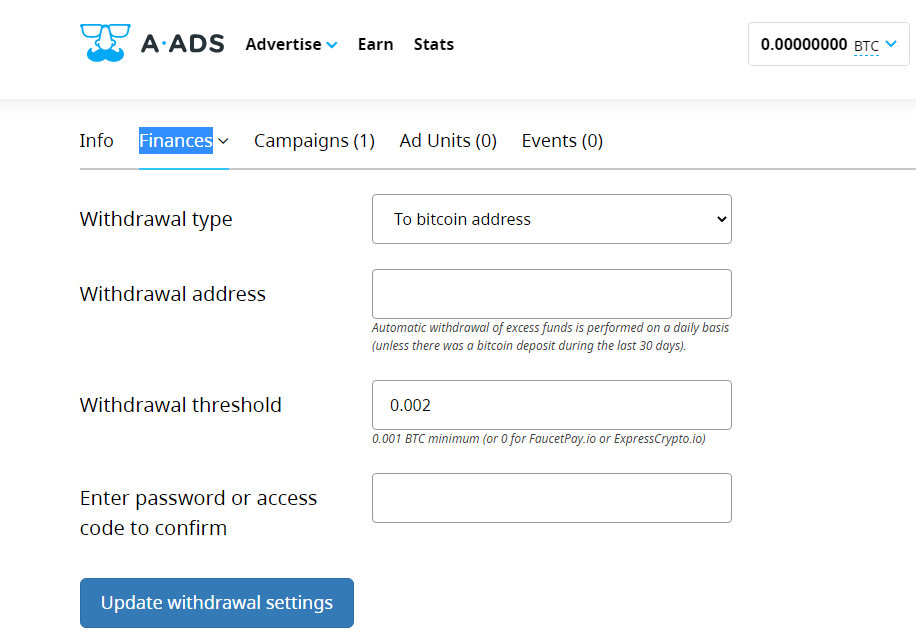 A·ADS Advertise Earn Stats 0.00000000 BTC
Info Finances Campaigns (1) Ad Units (0) Events (0)
Withdrawal type To bitcoin address
Withdrawal address
Automatic withdrawal of excess funds is performed on a daily basis
(unless there was a bitcoin deposit during the last 30 days).
Withdrawal threshold 0.002
0.001 BTC minimum (or 0 for FaucetPay.io or ExpressCrypto.io)
Enter password or access
code to confirm
Update withdrawal settings